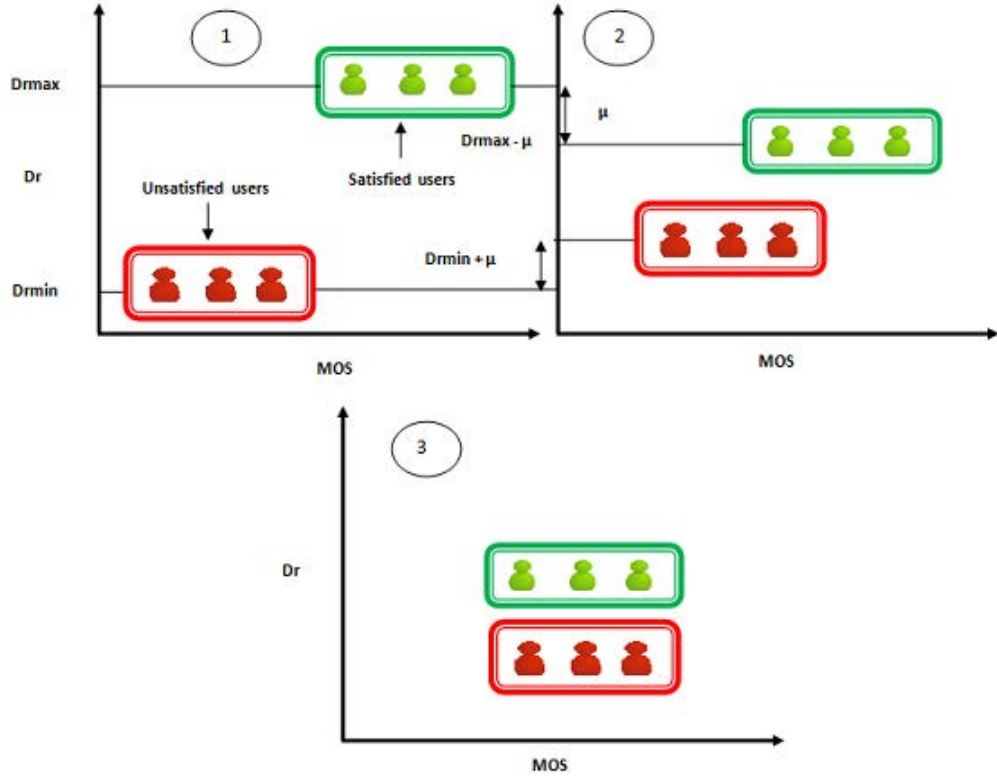 1
2
Drmax
μ
Drmax - μ
Dr
Unsatisfied users
Satisfied users
Drmin + μ
Drmin
MOS
MOS
3
Dr
MOS